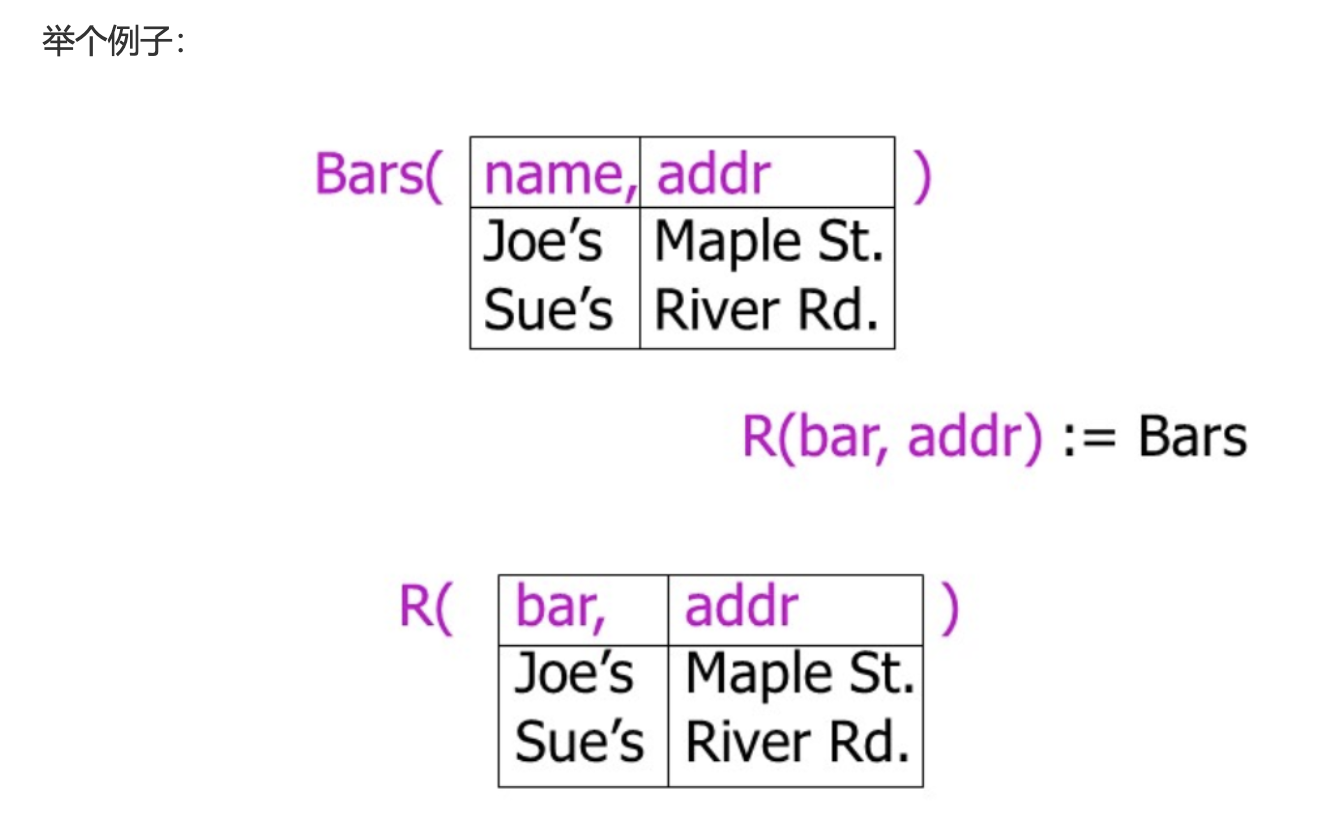 举个例子：
Bars( name, addr )
Joe’s Maple St.
Sue’s River Rd.
R(bar, addr) := Bars
R( bar, addr )
Joe’s Maple St.
Sue’s River Rd.